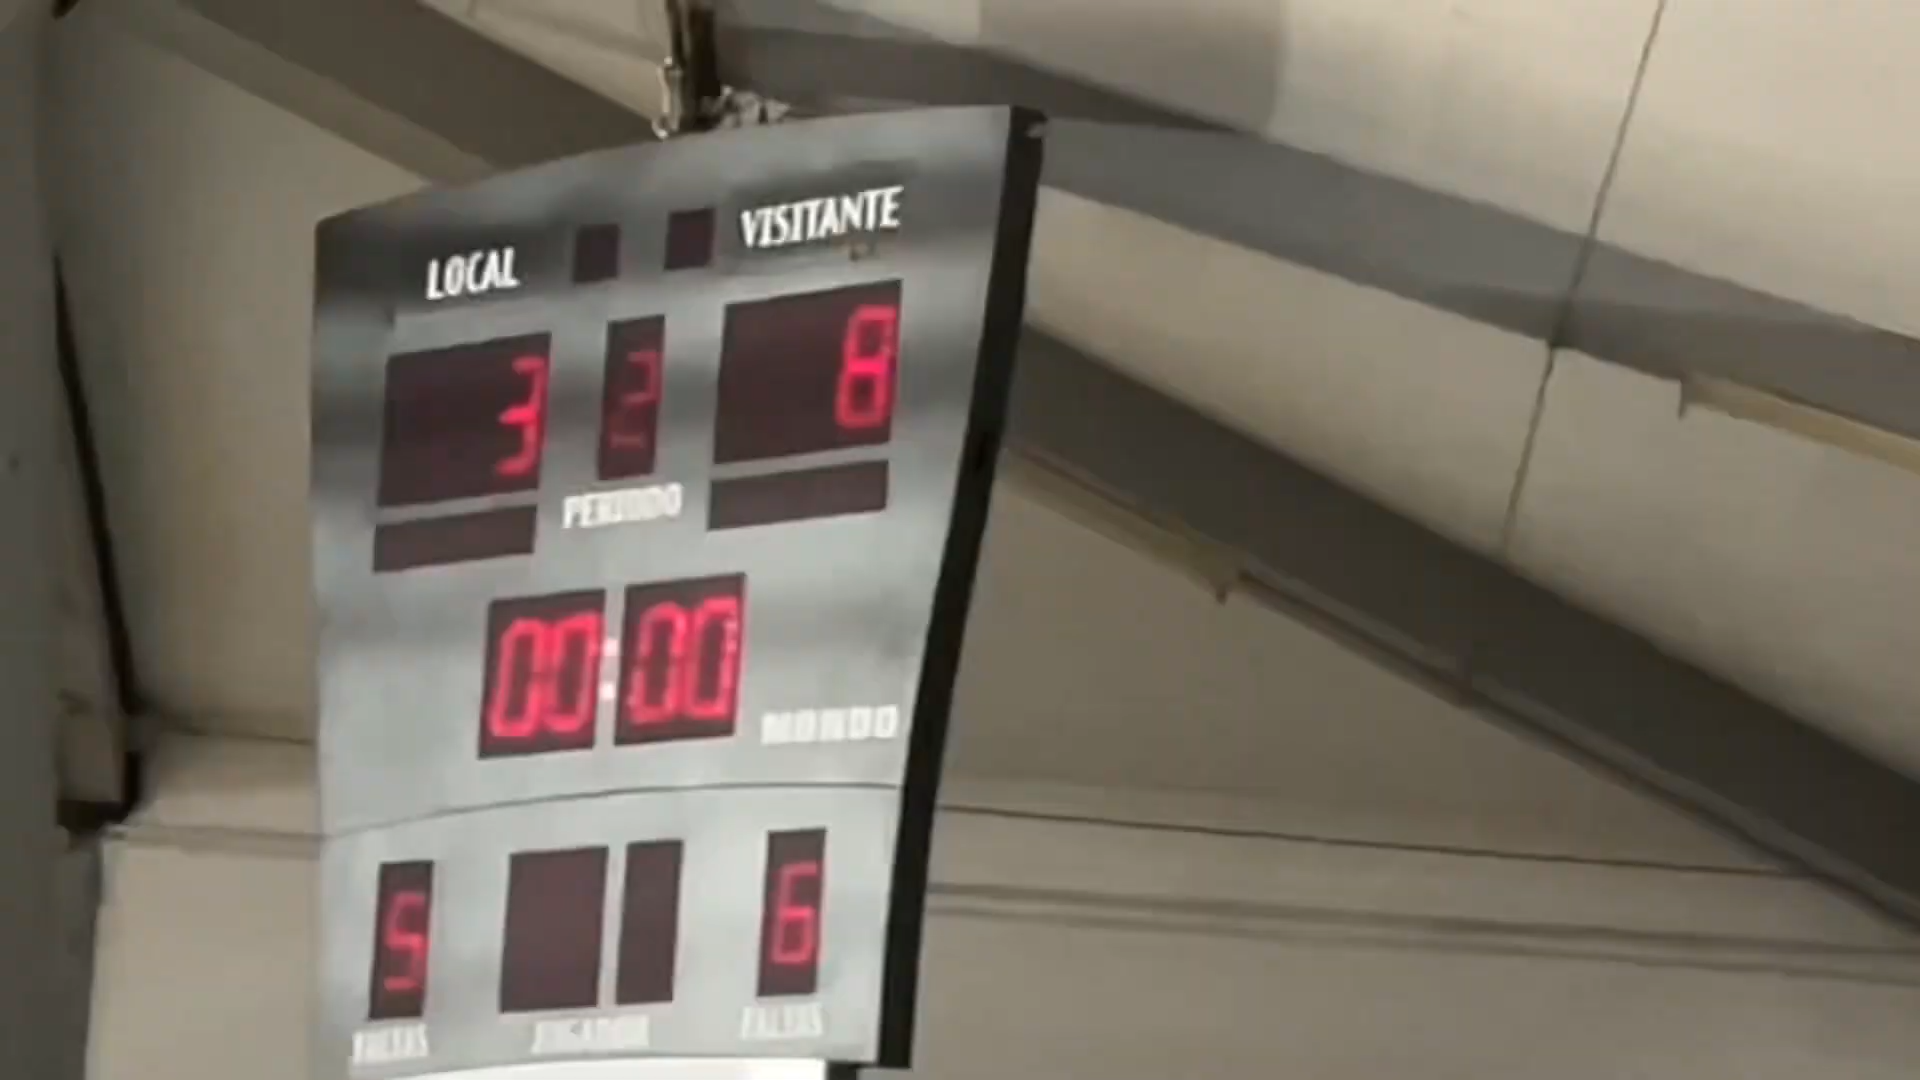 LOCAL VISITANTE
3 2 8
PERIODO
00:00
MONDO
5 6
FALTAS JUGADOR FALTAS